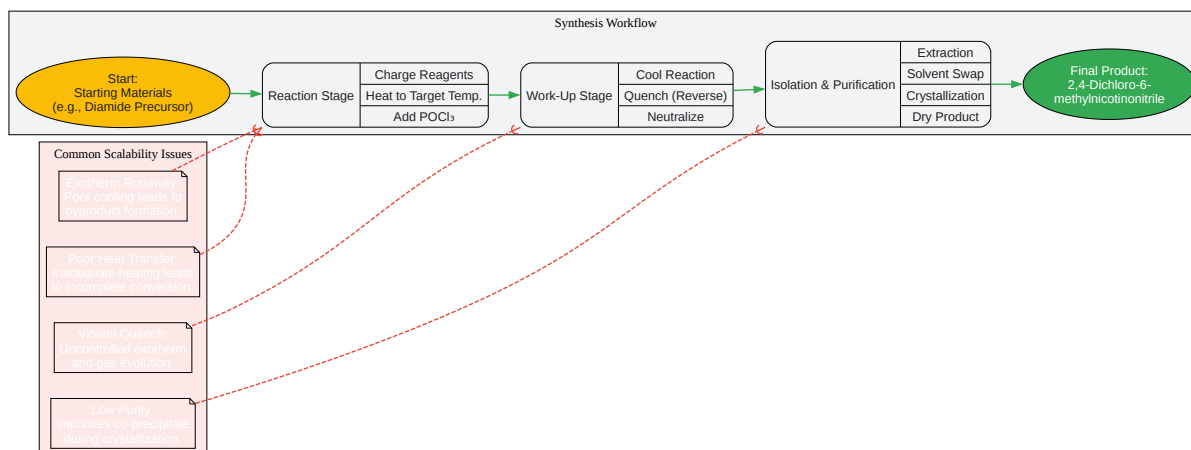 Synthesis Workflow
Start:
Starting Materials
(e.g., Diamide Precursor)
Reaction Stage
Charge Reagents
Heat to Target Temp.
Add POCl₃
Work-Up Stage
Cool Reaction
Quench (Reverse)
Neutralize
Isolation & Purification
Extraction
Solvent Swap
Crystallization
Dry Product
Final Product:
2,4-Dichloro-6-
methylnicotinonitrile
Common Scalability Issues
Exotherm Runaway:
Poor cooling leads to
byproduct formation.
Poor Heat Transfer:
Inadequate heating leads
to incomplete conversion.
Violent Quench:
Uncontrolled exotherm
and gas evolution.
Low Purity:
Impurities co-precipitate
during crystallization.